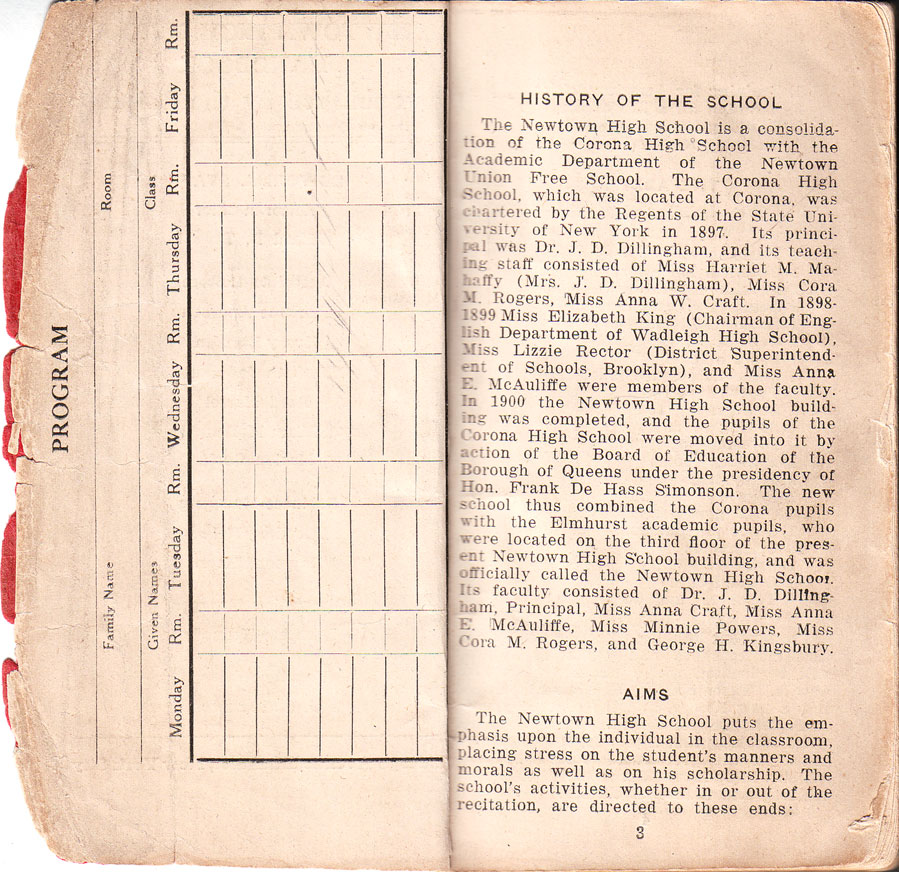 PROGRAM
Family Name
Room
Given Names
Class
Monday
Rm.
Tuesday
Rm.
Wednesday
Rm.
Thursday
Rm.
Friday
Rm.
HISTORY OF THE SCHOOL
The Newtown High School is a consolida-
tion of the Corona High School with the
Academic Department of the Newtown
Union Free School. The Corona High
School, which was located at Corona, was
chartered by the Regents of the State Uni-
versity of New York in 1897. Its princi-
pal was Dr. J. D. Dillingham, and its teach-
ing staff consisted of Miss Harriet M. Ma-
haffy (Mrs. J. D. Dillingham), Miss Cora
M. Rogers, Miss Anna W. Craft. In 1898-
1899 Miss Elizabeth King (Chairman of Eng-
lish Department of Wadleigh High School),
Miss Lizzie Rector (District Superintend-
ent of Schools, Brooklyn), and Miss Anna
E. McAuliffe were members of the faculty.
In 1900 the Newtown High School build-
ing was completed, and the pupils of the
Corona High School were moved into it by
action of the Board of Education of the
Borough of Queens under the presidency of
Hon. Frank De Hass Simonson. The new
school thus combined the Corona pupils
with the Elmhurst academic pupils, who
were located on the third floor of the pres-
ent Newtown High School building, and was
officially called the Newtown High School.
Its faculty consisted of Dr. J. D. Dilling-
ham, Principal, Miss Anna Craft, Miss Anna
E. McAuliffe, Miss Minnie Powers, Miss
Cora M. Rogers, and George H. Kingsbury.
AIMS
The Newtown High School puts the em-
phasis upon the individual in the classroom,
placing stress on the student's manners and
morals as well as on his scholarship. The
school's activities, whether in or out of the
recitation, are directed to these ends:
3